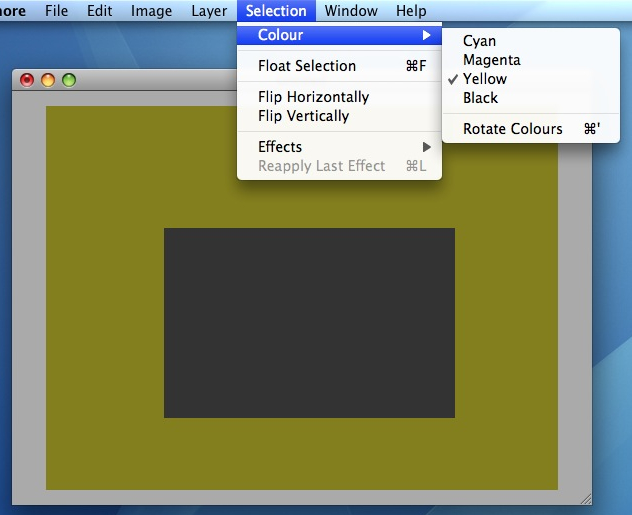 File Edit Image Layer Selection Window Help
Colour
Float Selection ⌘F
Flip Horizontally
Flip Vertically
Effects
Reapply Last Effect ⌘L
Cyan
Magenta
Yellow
Black
Rotate Colours ⌘'